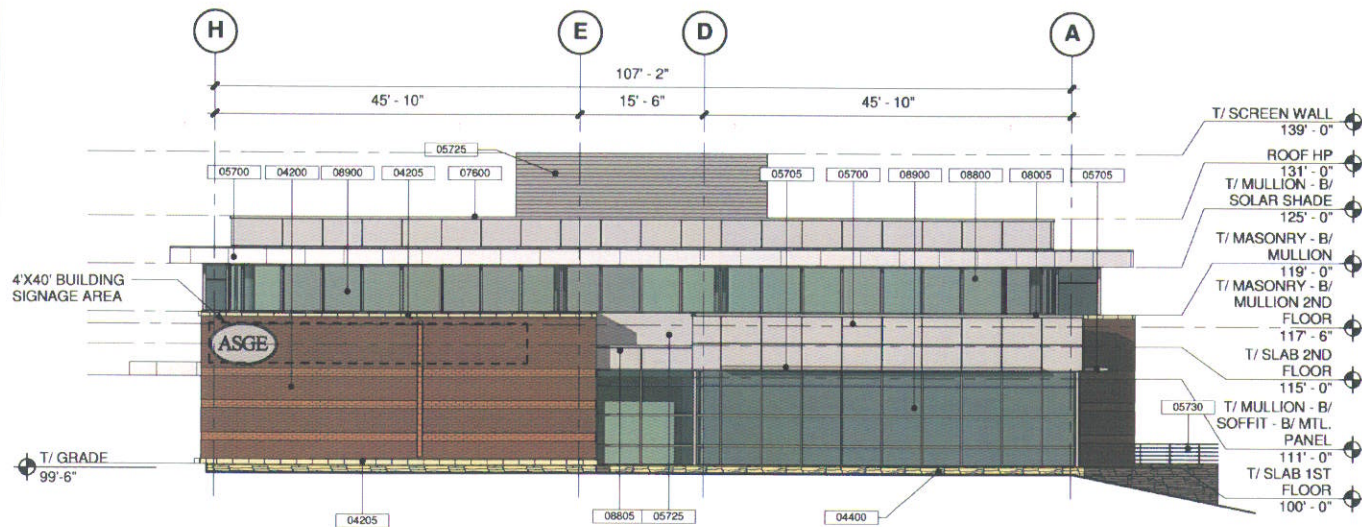 H
E
D
A
107' - 2"
45' - 10"
15' - 6"
45' - 10"
T/ SCREEN WALL
139' - 0"
05725
ROOF HP
131' - 0"
05700
04200
08900
04205
07600
05705
05700
08900
08800
08005
05705
T/ MULLION - B/
SOLAR SHADE
125' - 0"
T/ MASONRY - B/
MULLION
119' - 0"
4'X40' BUILDING
SIGNAGE AREA
T/ MASONRY - B/
MULLION 2ND
FLOOR
117' - 6"
ASGE
T/ SLAB 2ND
FLOOR
115' - 0"
05730
T/ MULLION - B/
SOFFIT - B/ MTL.
PANEL
111' - 0"
T/ GRADE
99'-6"
T/ SLAB 1ST
FLOOR
100' - 0"
04205
08805
05725
04400